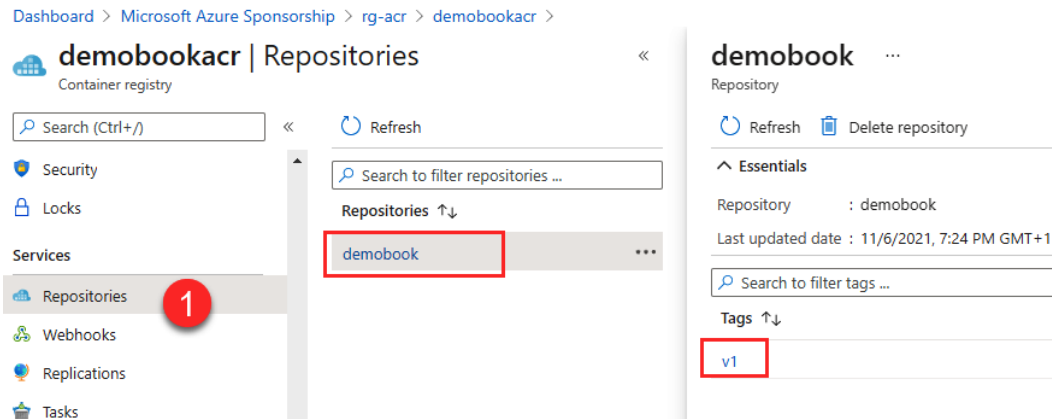 Dashboard > Microsoft Azure Sponsorship > rg-acr > demobookacr >
demobookacr | Repositories
Container registry
Search (Ctrl+/)
Security
Locks
Services
Repositories
1
Webhooks
Replications
Tasks
Refresh
Search to filter repositories ...
Repositories ↑↓
demobook
...
demobook ...
Repository
Refresh Delete repository
Essentials
Repository : demobook
Last updated date : 11/6/2021, 7:24 PM GMT+1
Search to filter tags ...
Tags ↑↓
v1